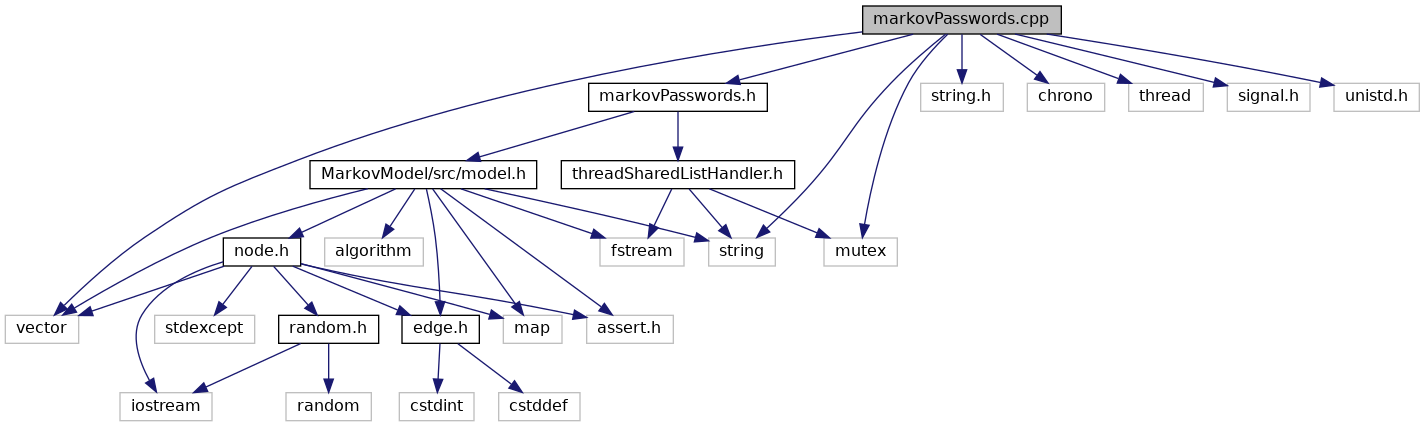 markovPasswords.cpp
markovPasswords.h
string.h
chrono
thread
signal.h
unistd.h
MarkovModel/src/model.h
threadSharedListHandler.h
node.h
algorithm
fstream
string
mutex
vector
stdexcept
random.h
edge.h
map
assert.h
iostream
random
cstdint
cstddef